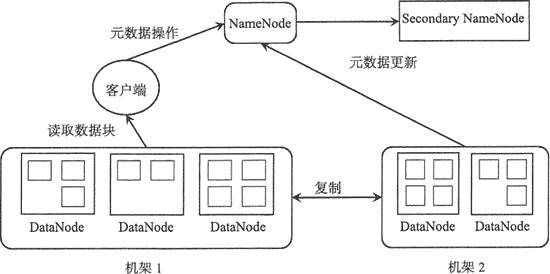 元数据操作
NameNode
Secondary NameNode
客户端
元数据更新
读取数据块
复制
DataNode
DataNode
DataNode
DataNode
DataNode
机架 1
机架 2